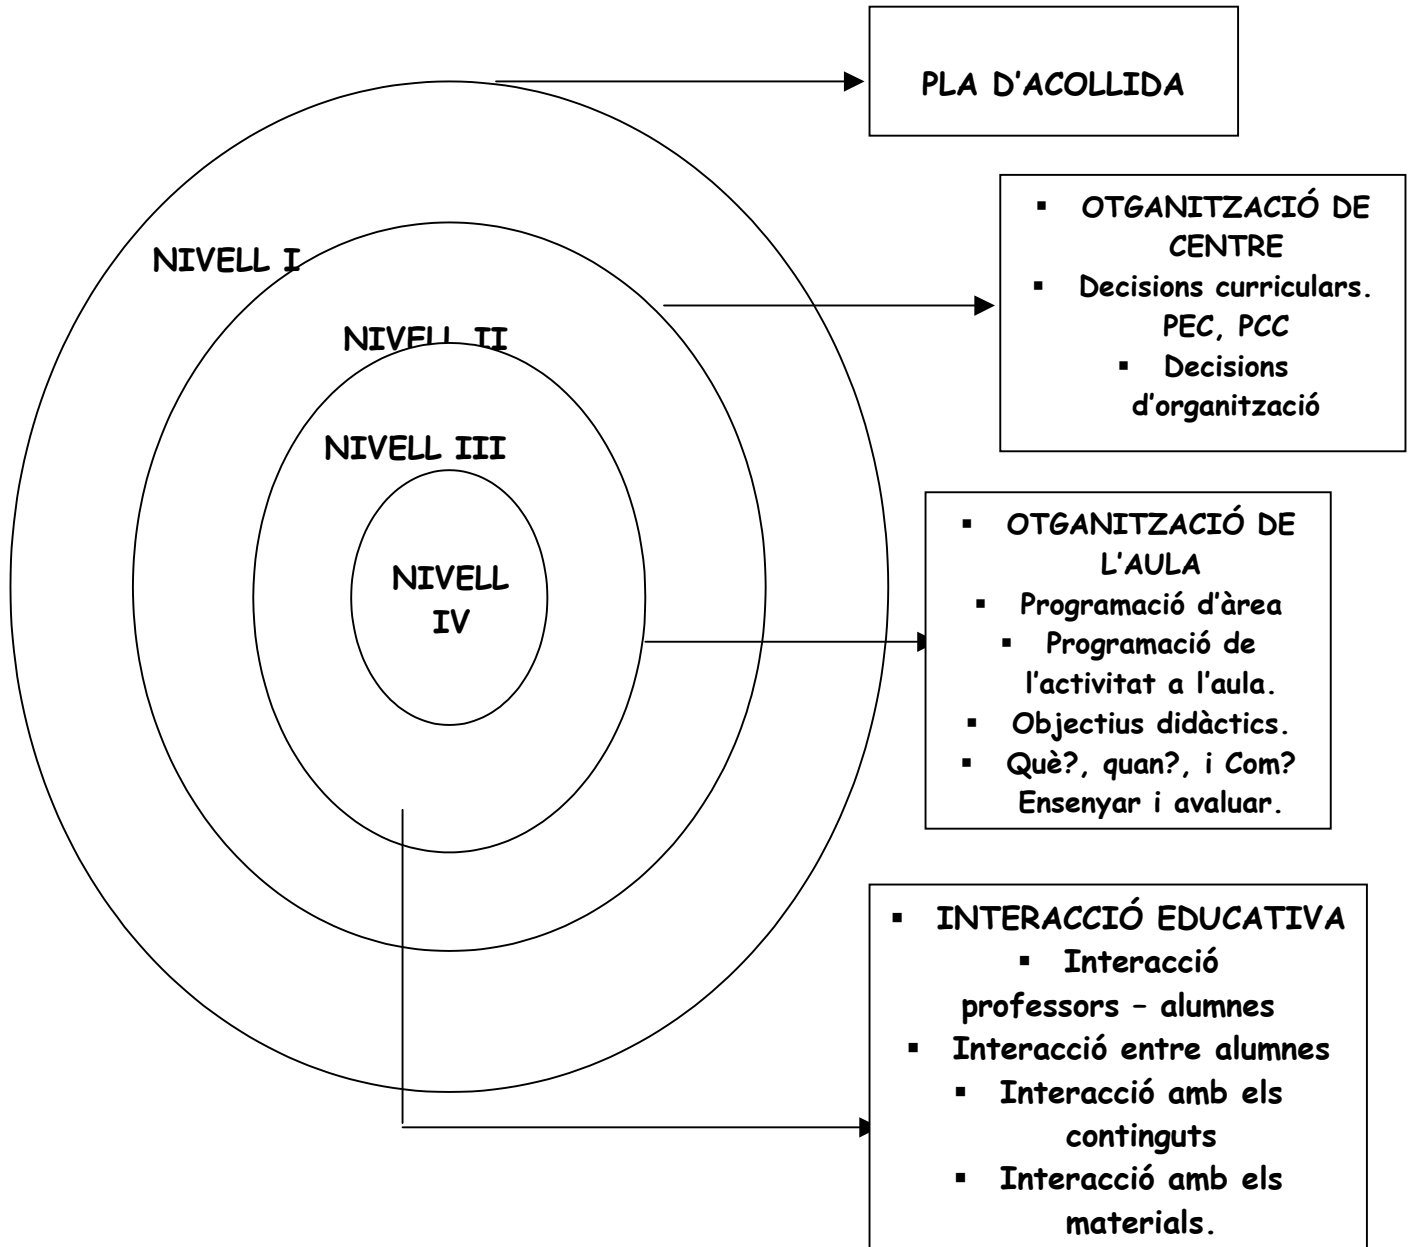 PLA D'ACOLLIDA
▪ OTGANITZACIÓ DE
CENTRE
▪ Decisions curriculars.
PEC, PCC
▪ Decisions
d'organització
NIVELL I
NIVELL II
NIVELL III
NIVELL
IV
▪ OTGANITZACIÓ DE
L'AULA
▪ Programació d'àrea
▪ Programació de
l'activitat a l'aula.
▪ Objectius didàctics.
▪ Què?, quan?, i Com?
Ensenyar i avaluar.
▪ INTERACCIÓ EDUCATIVA
▪ Interacció
professors – alumnes
▪ Interacció entre alumnes
▪ Interacció amb els
continguts
▪ Interacció amb els
materials.